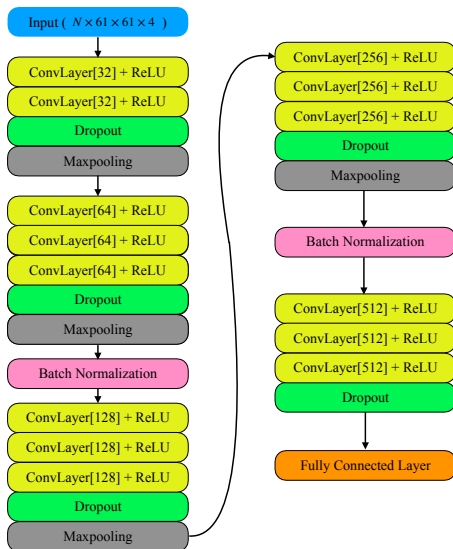 Input ( N × 61 × 61 × 4 )
ConvLayer[32] + ReLU
ConvLayer[32] + ReLU
Dropout
Maxpooling
ConvLayer[64] + ReLU
ConvLayer[64] + ReLU
ConvLayer[64] + ReLU
Dropout
Maxpooling
Batch Normalization
ConvLayer[128] + ReLU
ConvLayer[128] + ReLU
ConvLayer[128] + ReLU
Dropout
Maxpooling
ConvLayer[256] + ReLU
ConvLayer[256] + ReLU
ConvLayer[256] + ReLU
Dropout
Maxpooling
Batch Normalization
ConvLayer[512] + ReLU
ConvLayer[512] + ReLU
ConvLayer[512] + ReLU
Dropout
Fully Connected Layer